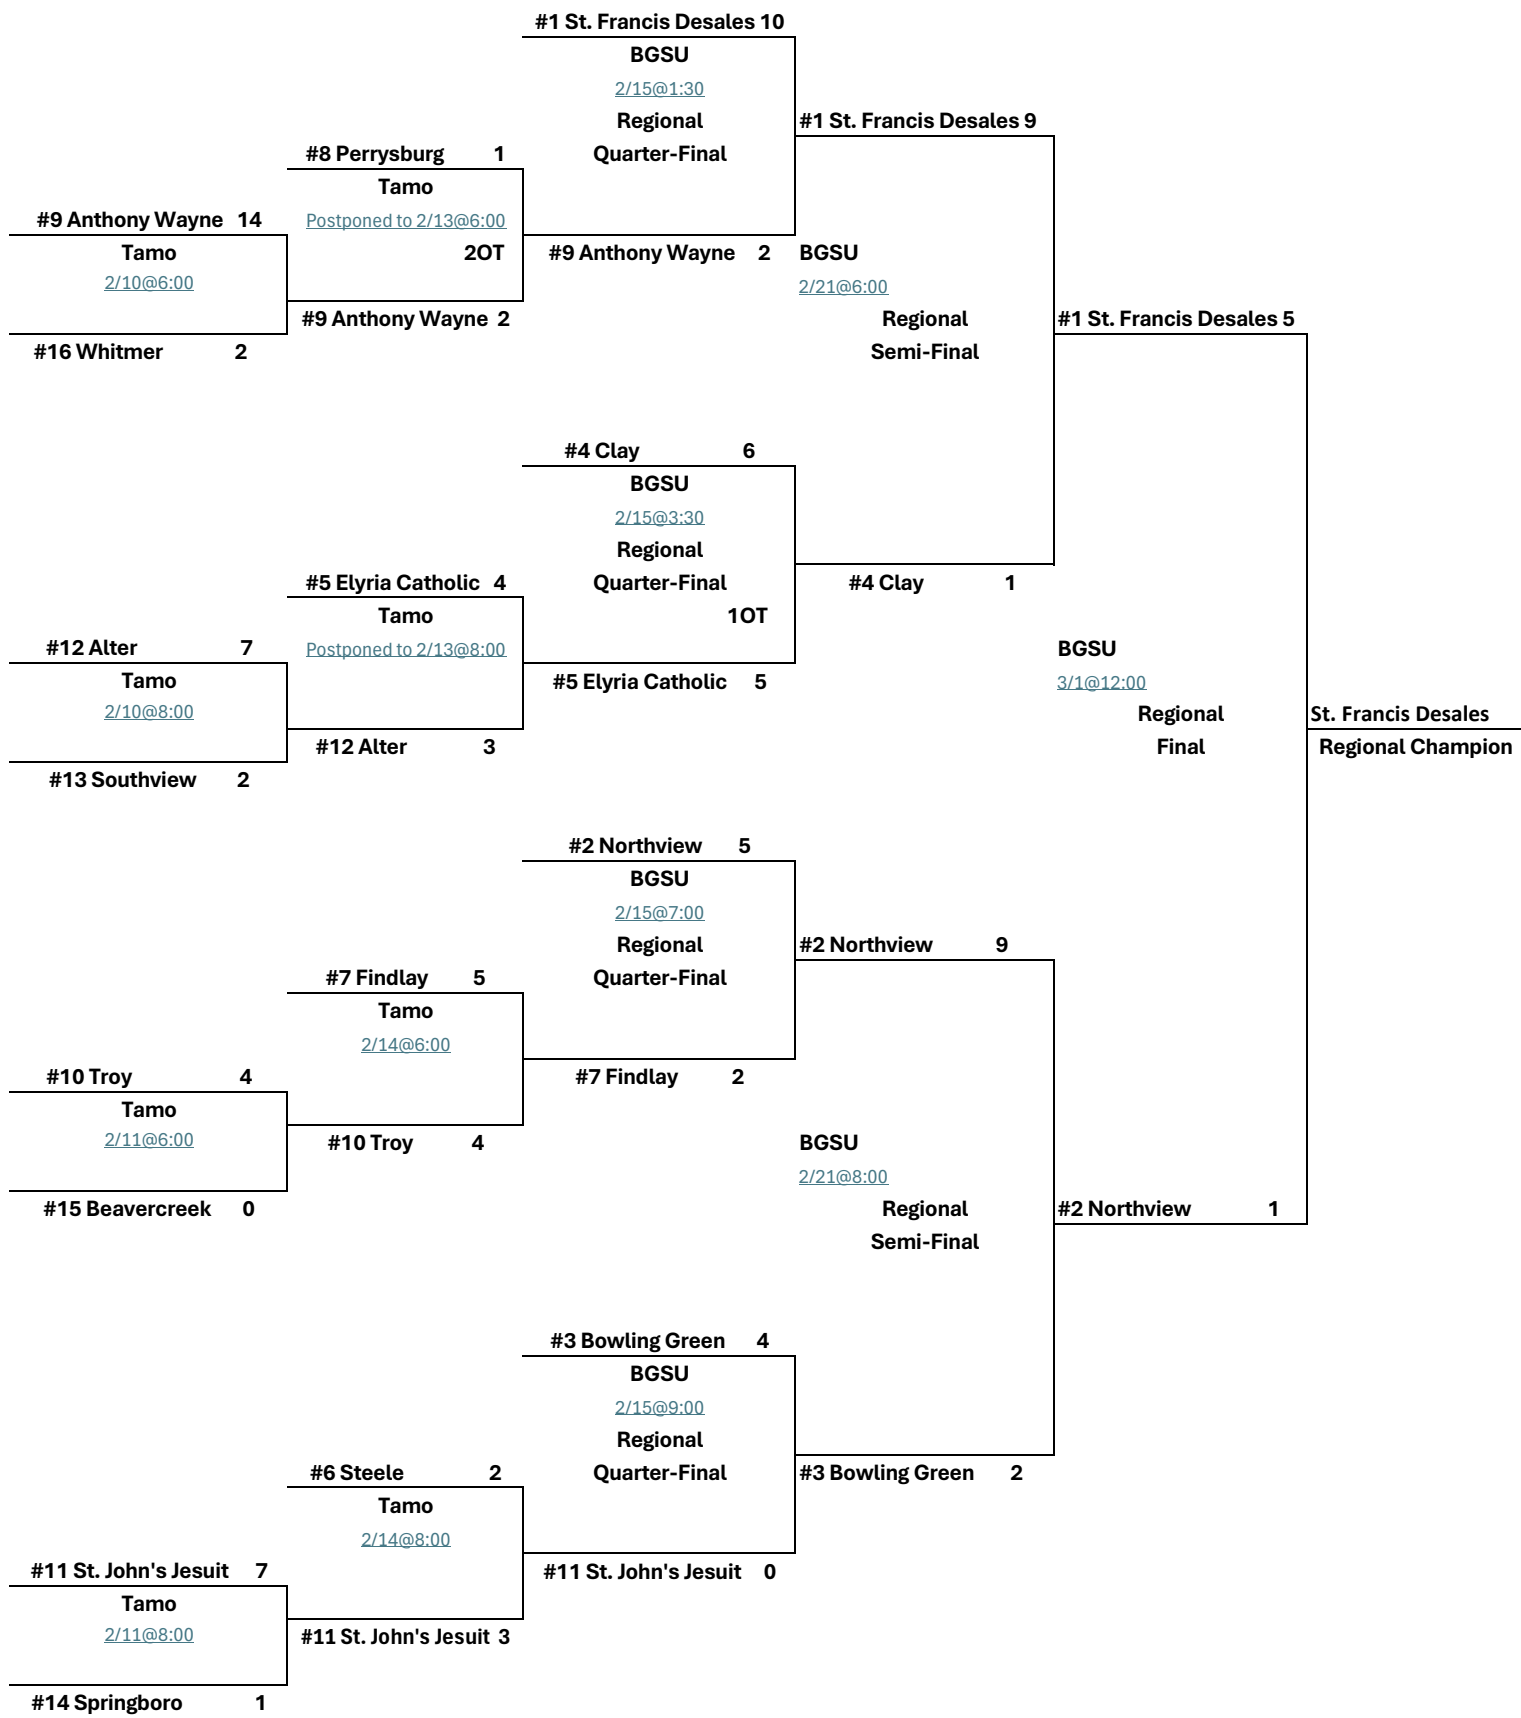 #1 St. Francis Desales 10
BGSU
2/15@1:30
Regional
Quarter-Final
#1 St. Francis Desales 9
#8 Perrysburg 1
Tamo
Postponed to 2/13@6:00
2OT
#9 Anthony Wayne 14
Tamo
2/10@6:00
#16 Whitmer 2
#9 Anthony Wayne 2
#9 Anthony Wayne 2
BGSU
2/21@6:00
Regional
Semi-Final
#1 St. Francis Desales 5
#4 Clay 6
BGSU
2/15@3:30
Regional
Quarter-Final
1OT
#4 Clay 1
#5 Elyria Catholic 4
Tamo
Postponed to 2/13@8:00
#12 Alter 7
Tamo
2/10@8:00
#13 Southview 2
#12 Alter 3
#5 Elyria Catholic 5
BGSU
3/1@12:00
Regional
Final
St. Francis Desales
Regional Champion
#2 Northview 5
BGSU
2/15@7:00
Regional
Quarter-Final
#2 Northview 9
#7 Findlay 5
Tamo
2/14@6:00
#10 Troy 4
Tamo
2/11@6:00
#15 Beavercreek 0
#10 Troy 4
#7 Findlay 2
BGSU
2/21@8:00
Regional
Semi-Final
#2 Northview 1
#3 Bowling Green 4
BGSU
2/15@9:00
Regional
Quarter-Final
#3 Bowling Green 2
#6 Steele 2
Tamo
2/14@8:00
#11 St. John's Jesuit 7
Tamo
2/11@8:00
#14 Springboro 1
#11 St. John's Jesuit 3
#11 St. John's Jesuit 0